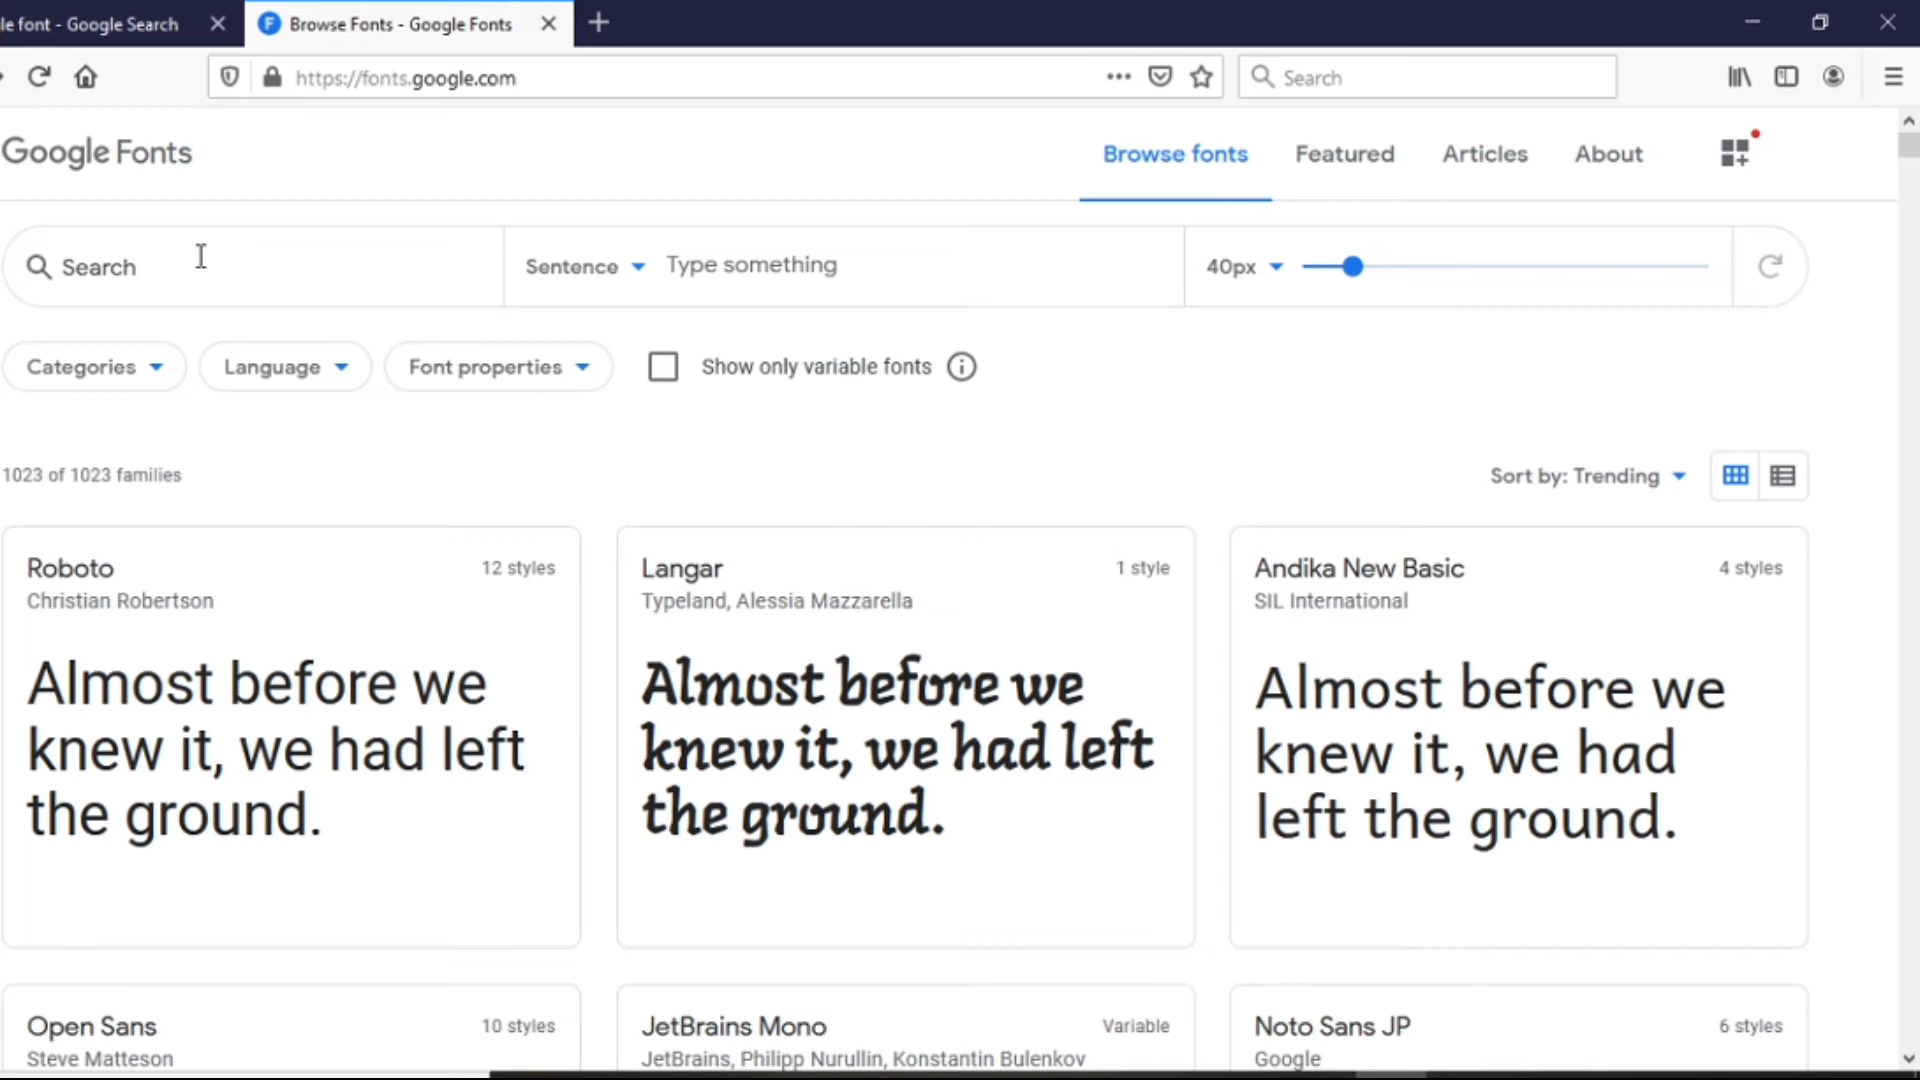 le font - Google Search
Browse Fonts - Google Fonts
https://fonts.google.com
Search
Google Fonts
Browse fonts
Featured
Articles
About
Search
Sentence
Type something
40px
Categories
Language
Font properties
Show only variable fonts
1023 of 1023 families
Sort by: Trending
Roboto
12 styles
Christian Robertson
Almost before we
knew it, we had left
the ground.
Langar
1 style
Typeland, Alessia Mazzarella
Almost before we
knew it, we had left
the ground.
Andika New Basic
4 styles
SIL International
Almost before we
knew it, we had
left the ground.
Open Sans
10 styles
Steve Matteson
JetBrains Mono
Variable
JetBrains, Philipp Nurullin, Konstantin Bulenkov
Noto Sans JP
6 styles
Google